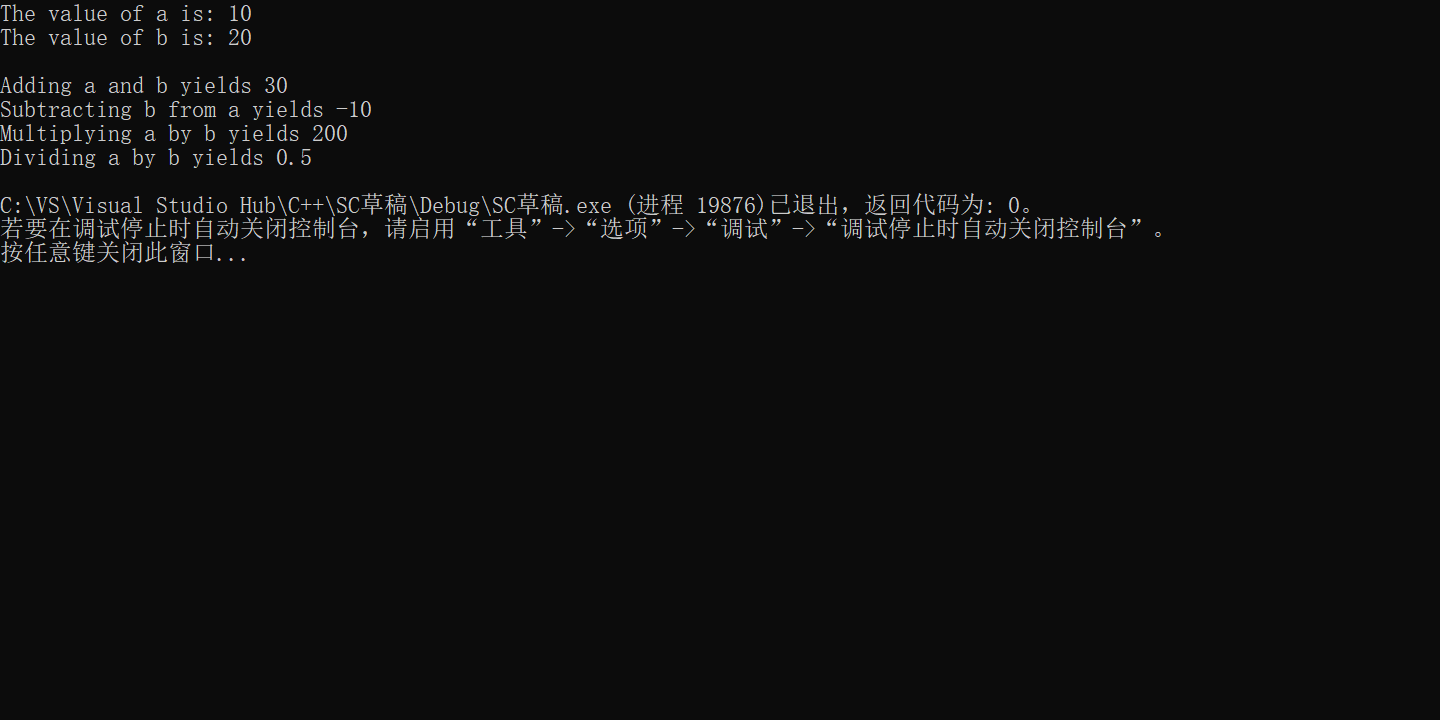 The value of a is: 10
The value of b is: 20
Adding a and b yields 30
Subtracting b from a yields -10
Multiplying a by b yields 200
Dividing a by b yields 0.5
C:\VS\Visual Studio Hub\C++\SC草稿\Debug\SC草稿.exe (进程 19876)已退出，返回代码为: 0。
若要在调试停止时自动关闭控制台，请启用“工具”->“选项”->“调试”->“调试停止时自动关闭控制台”。
按任意键关闭此窗口...